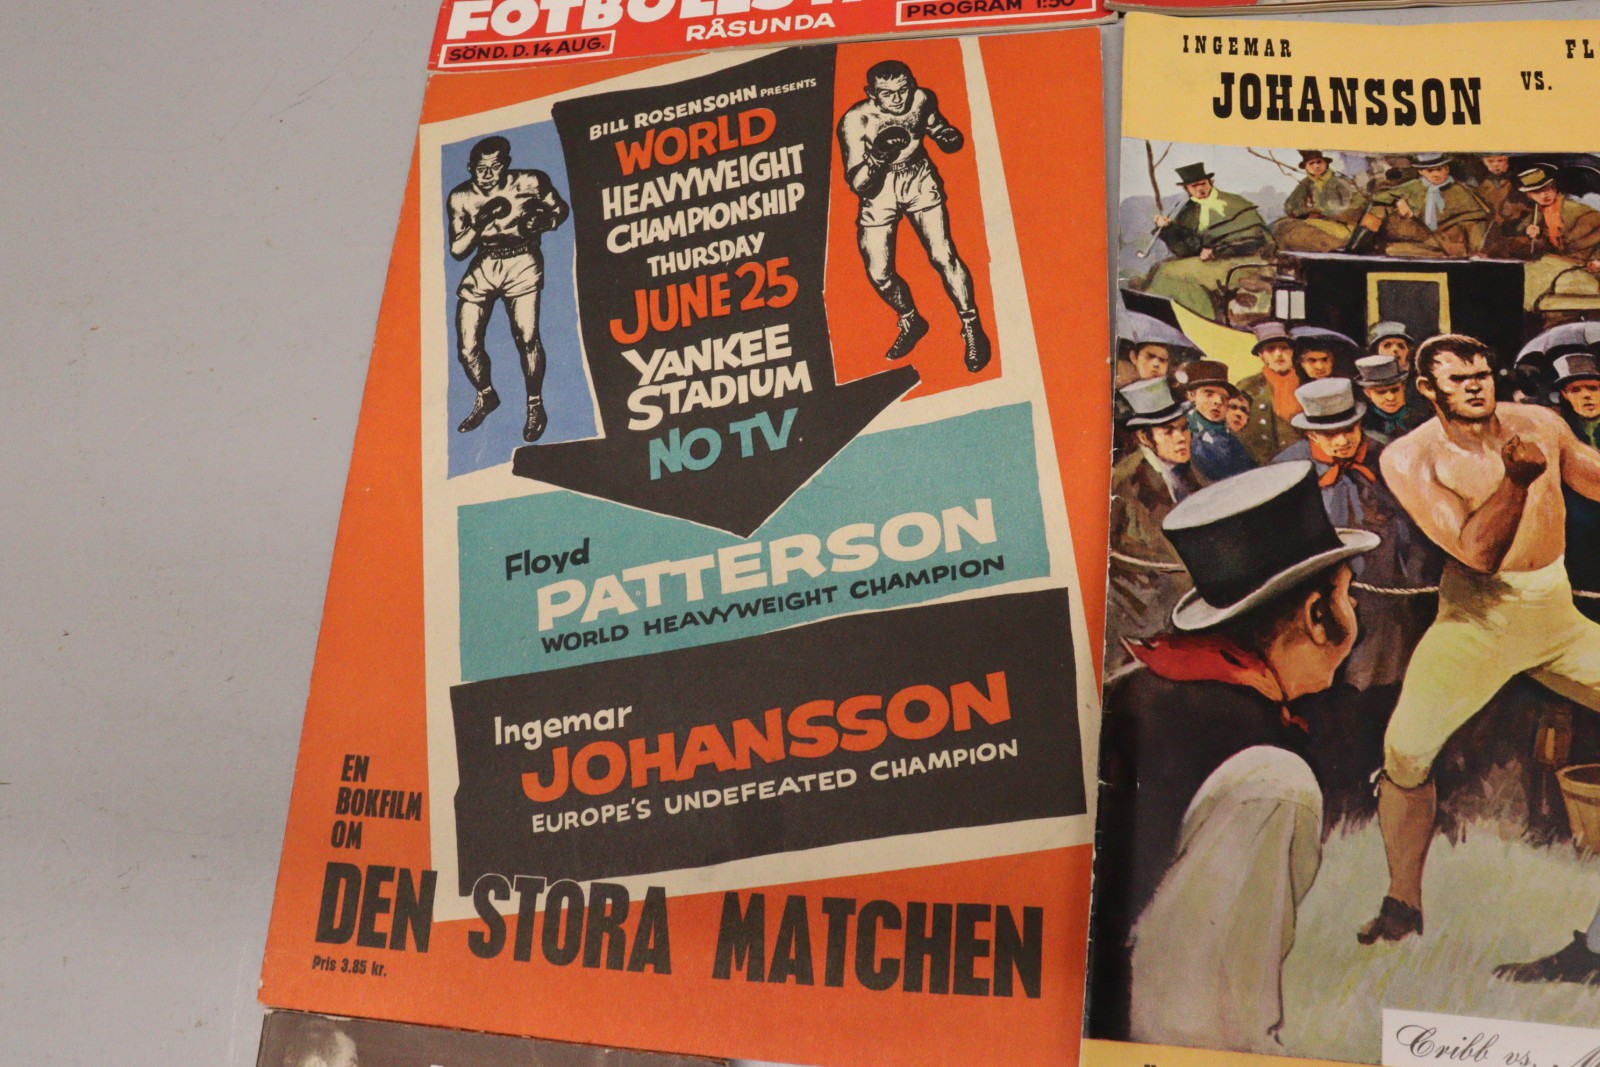 RÅSUNDA
SÖND. D. 14 AUG.
PROGRAM 1:50
BILL ROSENSOHN PRESENTS
WORLD
HEAVYWEIGHT
CHAMPIONSHIP
THURSDAY
JUNE 25
YANKEE
STADIUM
NO TV
Floyd
PATTERSON
WORLD HEAVYWEIGHT CHAMPION
Ingemar
JOHANSSON
EUROPE'S UNDEFEATED CHAMPION
EN
BOKFILM
OM
DEN STORA MATCHEN
Pris 3.85 kr.
INGEMAR
JOHANSSON
VS.
Cribb vs.